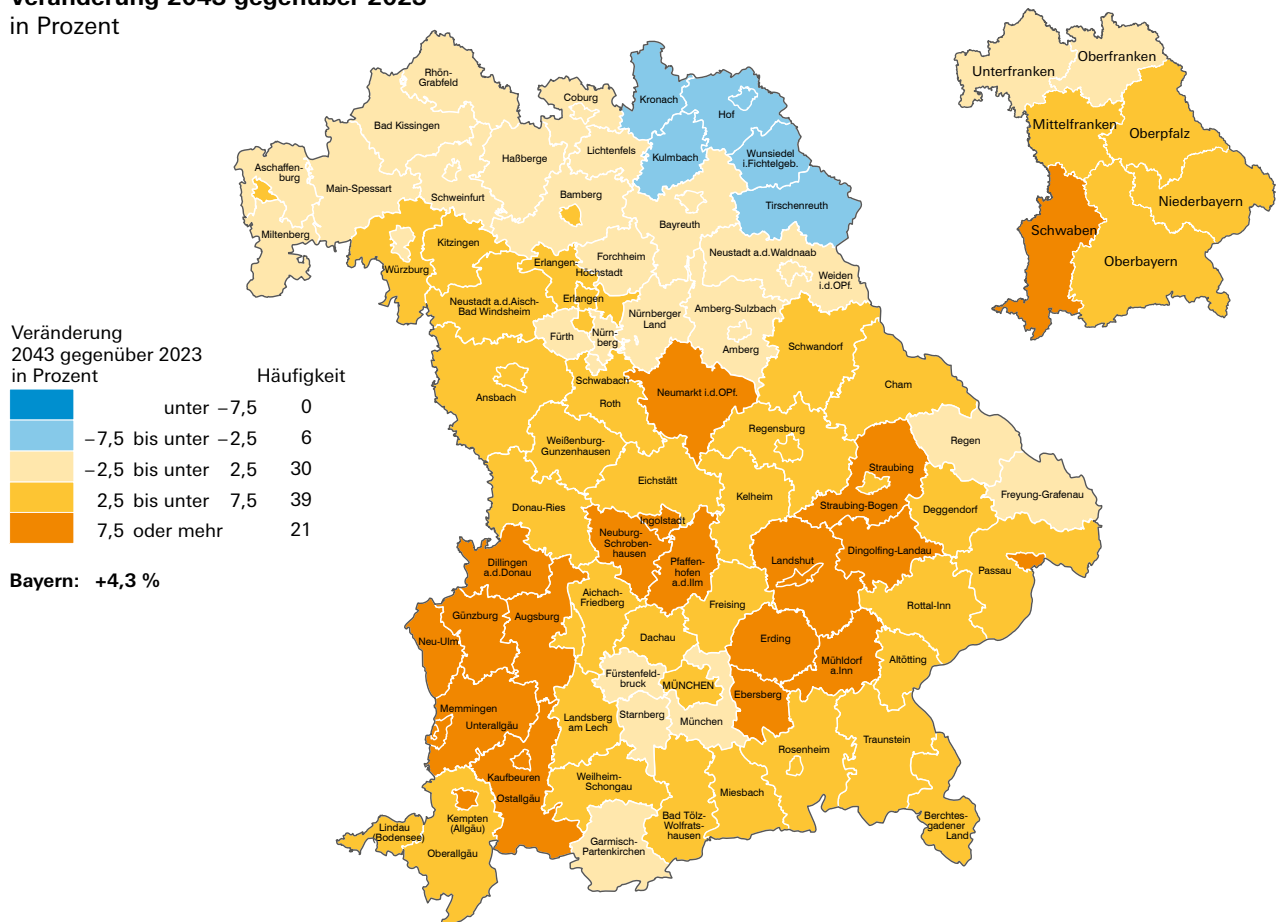 Veränderung 2043 gegenüber 2023
in Prozent
Unterfranken
Oberfranken
Mittelfranken
Oberpfalz
Niederbayern
Schwaben
Oberbayern
Rhön-
Grabfeld
Coburg
Kronach
Hof
Bad Kissingen
Haßberge
Lichtenfels
Kulmbach
Wunsiedel
i.Fichtelgeb.
Aschaffen-
burg
Main-Spessart
Schweinfurt
Bamberg
Bayreuth
Tirschenreuth
Miltenberg
Würzburg
Kitzingen
Erlangen-
Höchstadt
Forchheim
Neustadt a.d.Waldnaab
Weiden
i.d.OPf.
Neustadt a.d.Aisch-
Bad Windsheim
Erlangen
Fürth
Nürn-
berg
Nürnberger
Land
Amberg-Sulzbach
Amberg
Schwandorf
Ansbach
Schwabach
Roth
Neumarkt i.d.OPf.
Cham
Weißenburg-
Gunzenhausen
Regensburg
Regen
Straubing
Freyung-Grafenau
Eichstätt
Kelheim
Straubing-Bogen
Deggendorf
Donau-Ries
Ingolstadt
Neuburg-
Schroben-
hausen
Pfaffen-
hofen
a.d.Ilm
Landshut
Dingolfing-Landau
Passau
Dillingen
a.d.Donau
Aichach-
Friedberg
Freising
Rottal-Inn
Günzburg
Augsburg
Neu-Ulm
Dachau
Erding
Mühldorf
a.Inn
Altötting
Fürstenfeld-
bruck
MÜNCHEN
Ebersberg
Memmingen
Unterallgäu
Landsberg
am Lech
Starnberg
München
Rosenheim
Traunstein
Kaufbeuren
Ostallgäu
Weilheim-
Schongau
Miesbach
Kempten
(Allgäu)
Lindau
(Bodensee)
Oberallgäu
Garmisch-
Partenkirchen
Bad Tölz-
Wolfrats-
hausen
Berchtes-
gadener
Land
Veränderung
2043 gegenüber 2023
in Prozent Häufigkeit
unter −7,5 0
−7,5 bis unter −2,5 6
−2,5 bis unter 2,5 30
2,5 bis unter 7,5 39
7,5 oder mehr 21
Bayern: +4,3 %